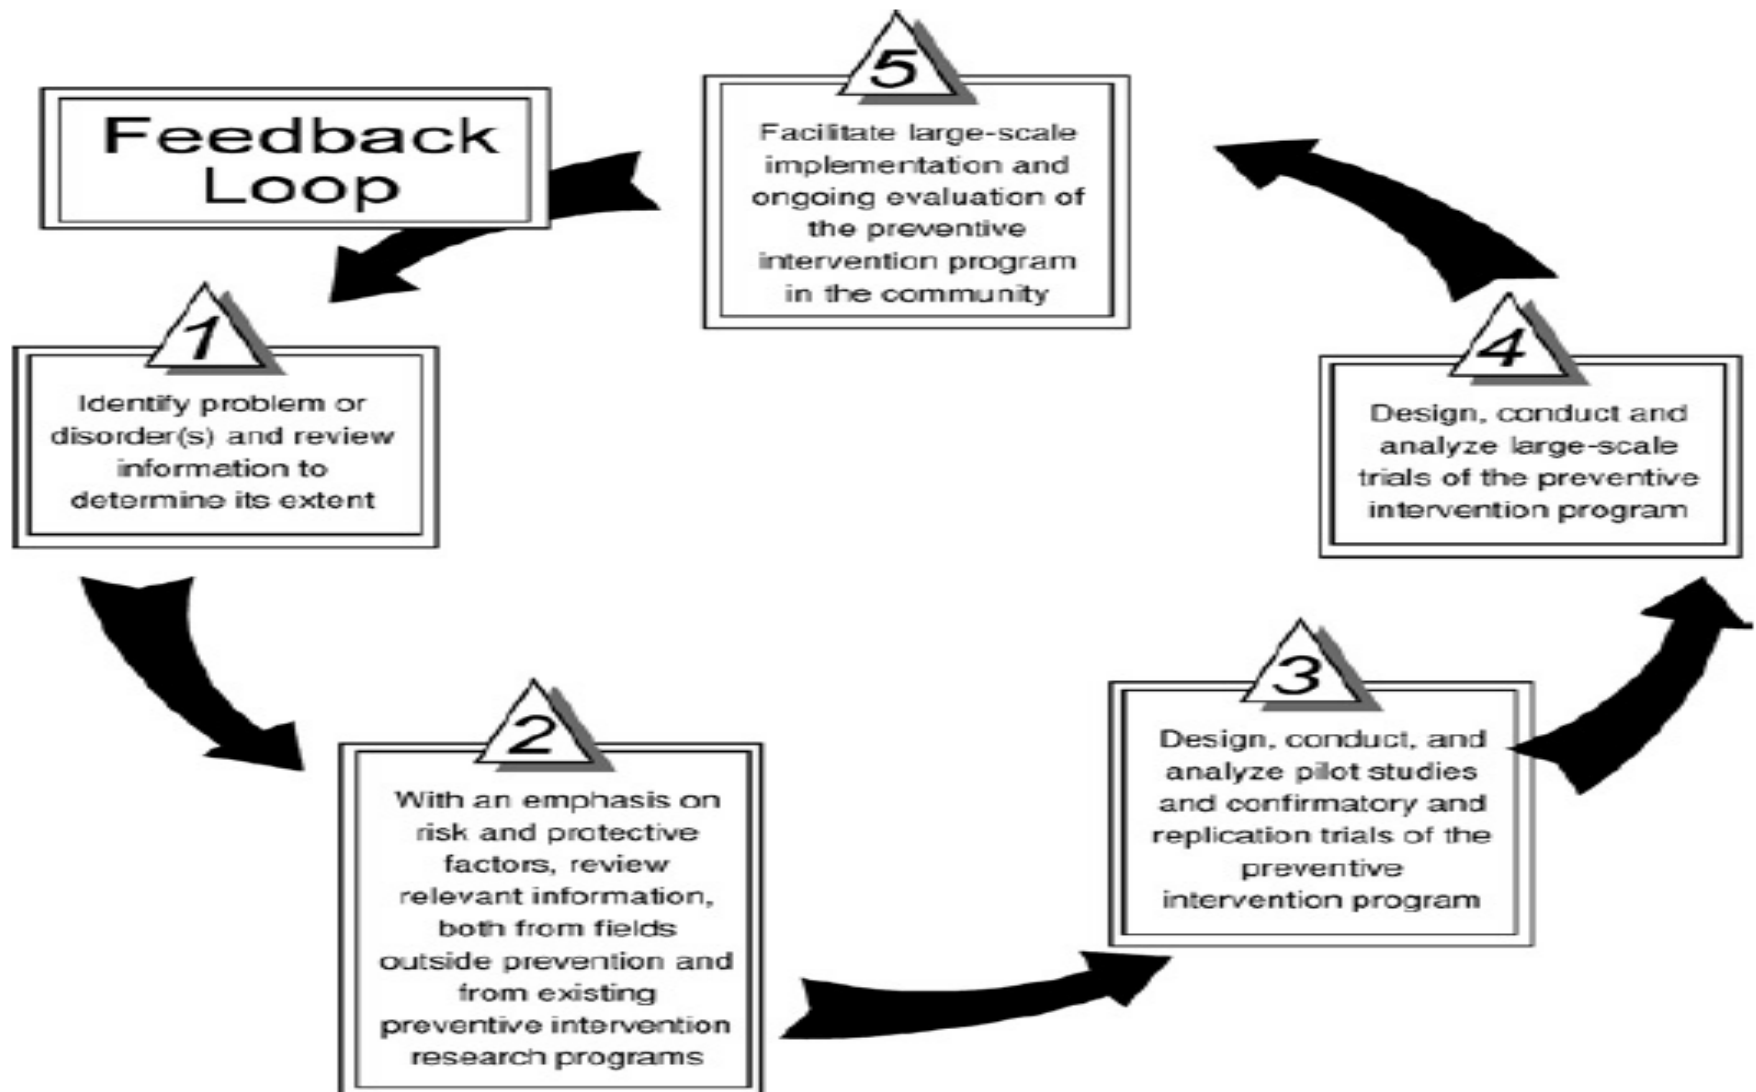 Feedback
Loop
1
Identify problem or
disorder(s) and review
information to
determine its extent
2
With an emphasis on
risk and protective
factors, review
relevant information,
both from fields
outside prevention and
from existing
preventive intervention
research programs
3
Design, conduct, and
analyze pilot studies
and confirmatory and
replication trials of the
preventive
intervention program
4
Design, conduct and
analyze large-scale
trials of the preventive
intervention program
5
Facilitate large-scale
implementation and
ongoing evaluation of
the preventive
intervention program
in the community